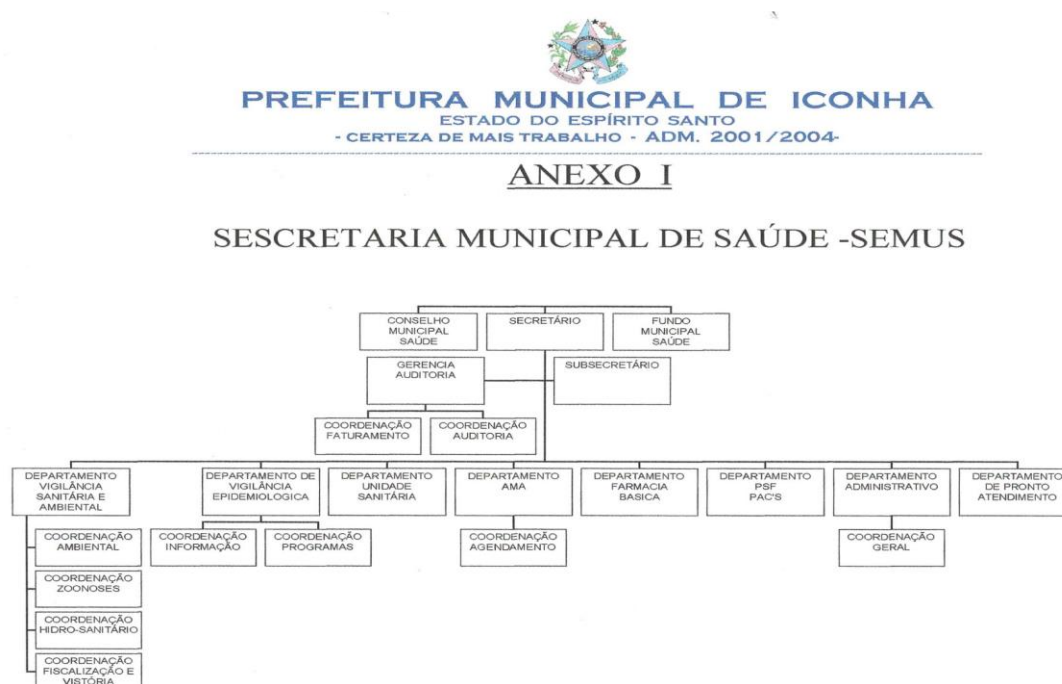 PREFEITURA MUNICIPAL DE ICONHA
ESTADO DO ESPÍRITO SANTO
- CERTEZA DE MAIS TRABALHO - ADM. 2001/2004-
ANEXO I
SESCRETARIA MUNICIPAL DE SAÚDE -SEMUS
CONSELHO
MUNICIPAL
SAÚDE
SECRETÁRIO
FUNDO
MUNICIPAL
SAÚDE
GERENCIA
AUDITORIA
SUBSECRETÁRIO
COORDENAÇÃO
FATURAMENTO
COORDENAÇÃO
AUDITORIA
DEPARTAMENTO
VIGILÂNCIA
SANITÁRIA E
AMBIENTAL
DEPARTAMENTO DE
VIGILÂNCIA
EPIDEMIOLOGICA
DEPARTAMENTO
UNIDADE
SANITÁRIA
DEPARTAMENTO
AMA
DEPARTAMENTO
FARMACIA
BASICA
DEPARTAMENTO
PSF
PAC'S
DEPARTAMENTO
ADMINISTRATIVO
DEPARTAMENTO
DE PRONTO
ATENDIMENTO
COORDENAÇÃO
AMBIENTAL
COORDENAÇÃO
INFORMAÇÃO
COORDENAÇÃO
PROGRAMAS
COORDENAÇÃO
AGENDAMENTO
COORDENAÇÃO
GERAL
COORDENAÇÃO
ZOONOSES
COORDENAÇÃO
HIDRO-SANITÁRIO
COORDENAÇÃO
FISCALIZAÇÃO E
VISTÓRIA